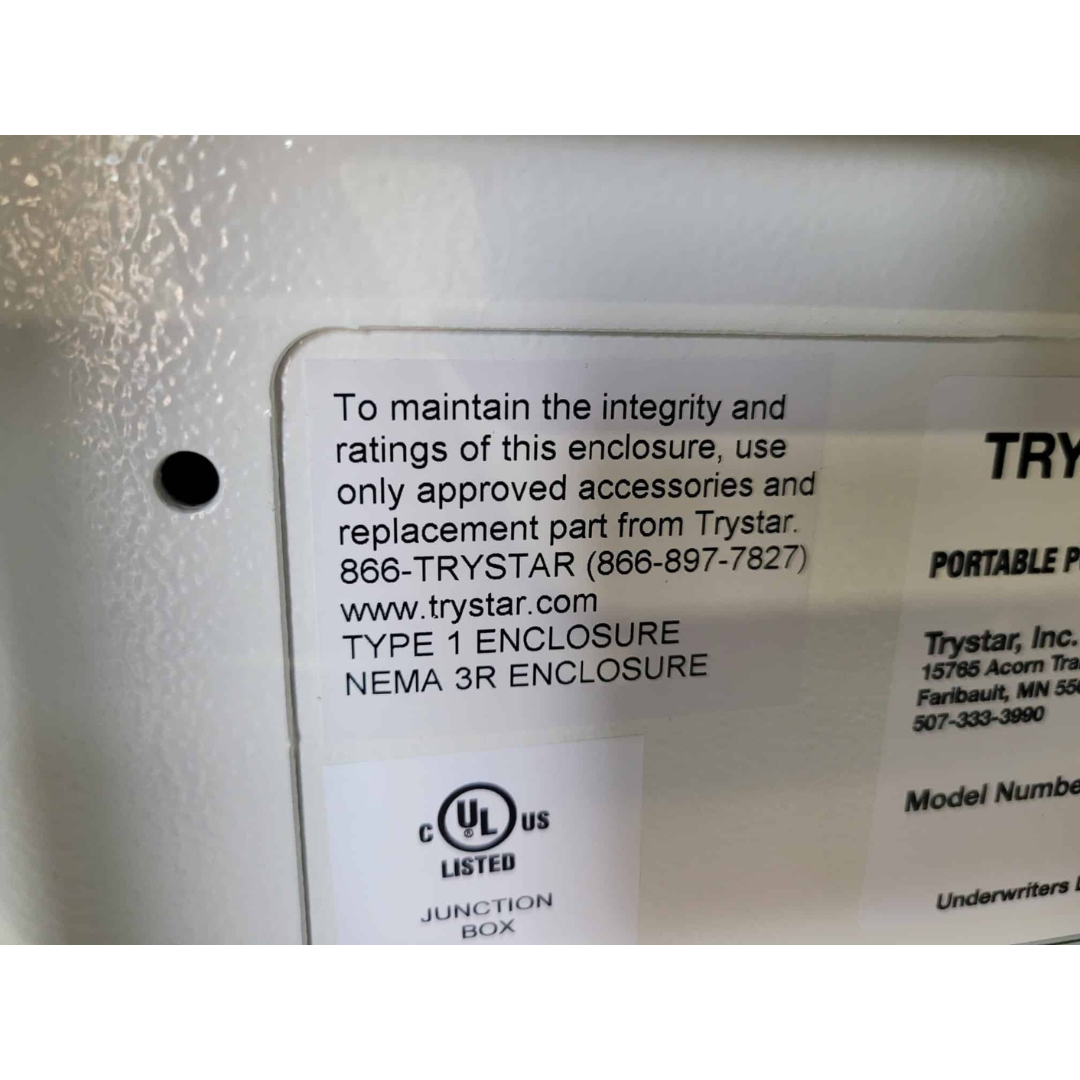 To maintain the integrity and
ratings of this enclosure, use
only approved accessories and
replacement part from Trystar.
866-TRYSTAR (866-897-7827)
www.trystar.com
TYPE 1 ENCLOSURE
NEMA 3R ENCLOSURE
C UL ® US
LISTED
JUNCTION
BOX
TRY
PORTABLE
Trystar, Inc.
15765 Acorn
Faribault, MN
507-333-3990
Model
Underwriters